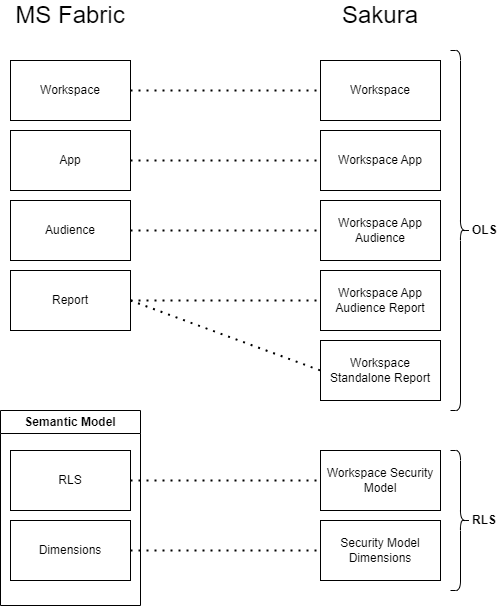 MS Fabric
Sakura
Workspace
Workspace
App
Workspace App
Audience
Workspace App
Audience
OLS
Report
Workspace App
Audience Report
Workspace
Standalone Report
Semantic Model
RLS
Workspace Security
Model
RLS
Dimensions
Security Model
Dimensions